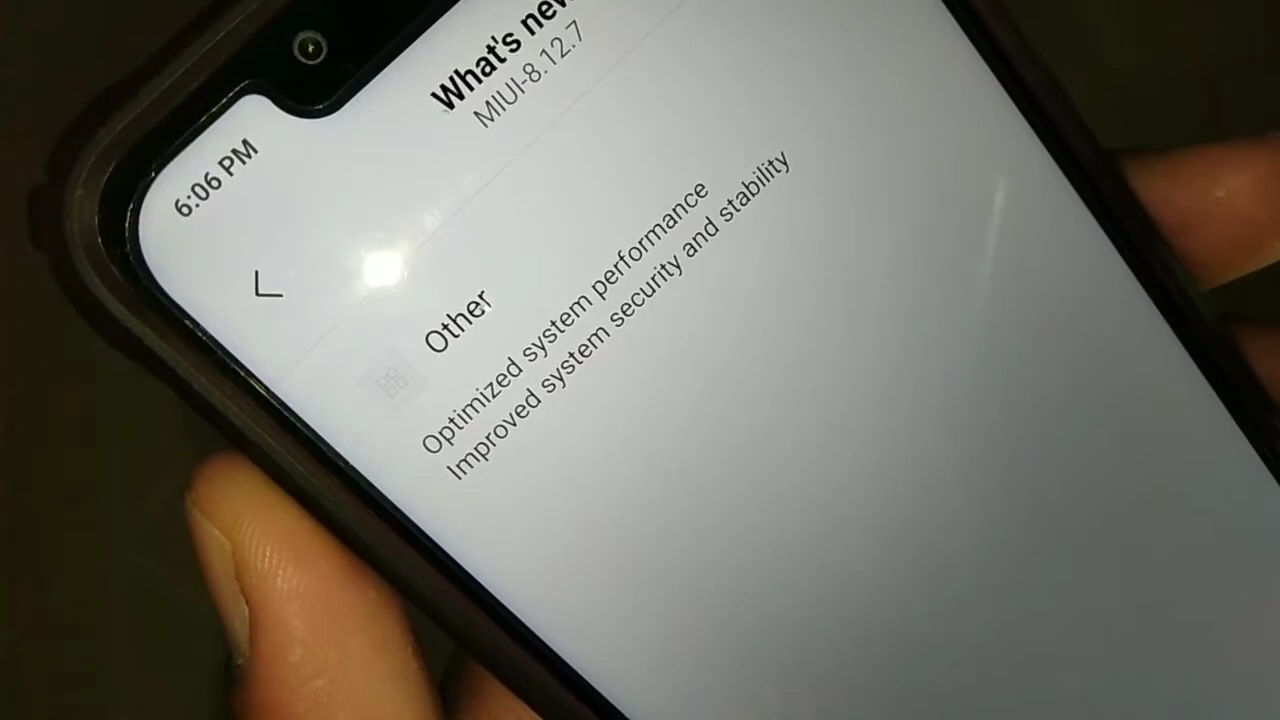 6:06 PM
What's new
MIUI-8.12.7
Other
Optimized system performance
Improved system security and stability